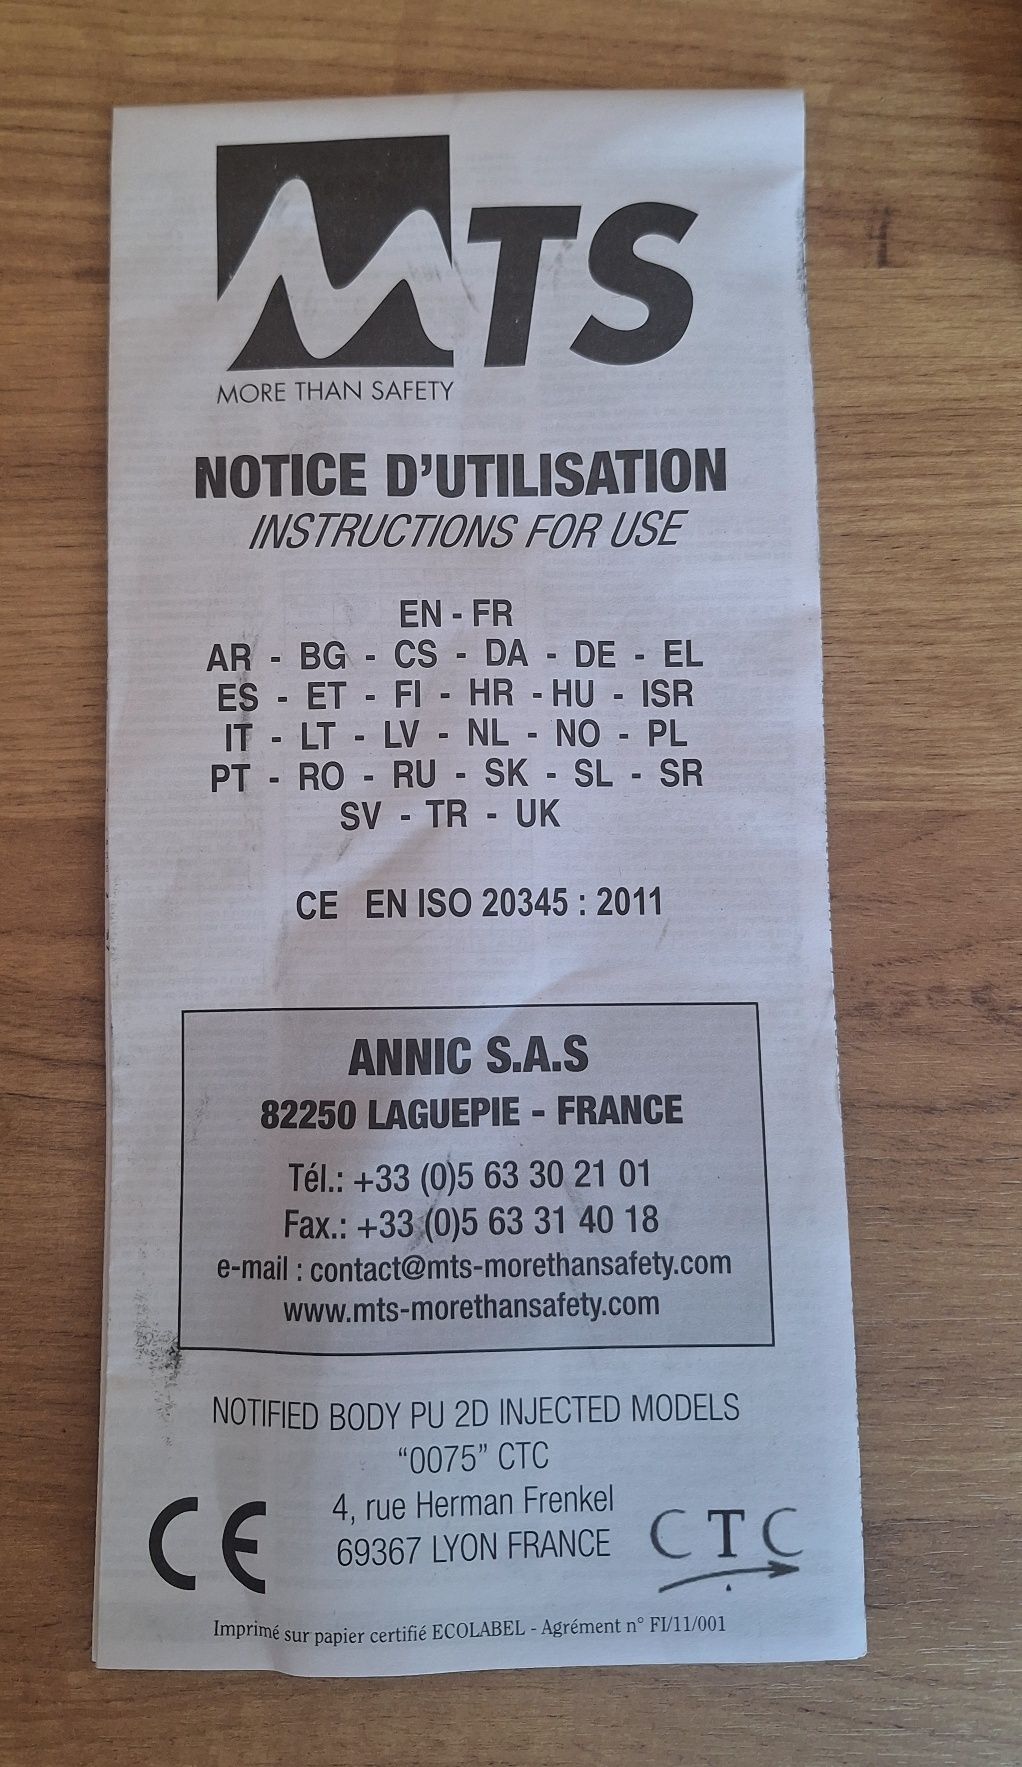 MTS
MORE THAN SAFETY
NOTICE D'UTILISATION
INSTRUCTIONS FOR USE
EN - FR
AR - BG - CS - DA - DE - EL
ES - ET - FI - HR - HU - ISR
IT - LT - LV - NL - NO - PL
PT - RO - RU - SK - SL - SR
SV - TR - UK
CE EN ISO 20345 : 2011
ANNIC S.A.S
82250 LAGUEPIE - FRANCE
Tél.: +33 (0)5 63 30 21 01
Fax.: +33 (0)5 63 31 40 18
e-mail : contact@mts-morethansafety.com
www.mts-morethansafety.com
NOTIFIED BODY PU 2D INJECTED MODELS
“0075” CTC
4, rue Herman Frenkel
69367 LYON FRANCE
CE
CTC
Imprimé sur papier certifié ECOLABEL - Agrément n° FI/11/001